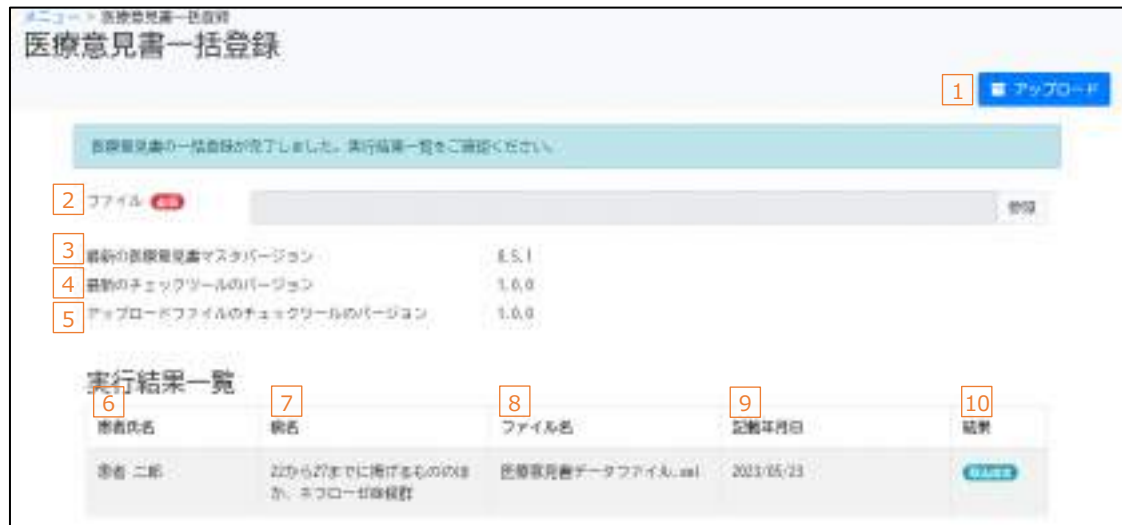 メニュー > 医療意見書一括登録
医療意見書一括登録
1 アップロード
医療意見書の一括登録が完了しました。実行結果一覧をご確認ください。
2 ファイル 必須 参照
3 最新の医療意見書マスタバージョン
4 最新のチェックツールのバージョン 1.0.0
5 アップロードファイルのチェックツールのバージョン 1.0.0
実行結果一覧
6 7 8 9 10
患者氏名 病名 ファイル名 記載年月日 結果
患者 二郎 22から27までに掲げるもののほ 医療意見書データファイル.xml 2023/05/23
か、ネフローゼ症候群